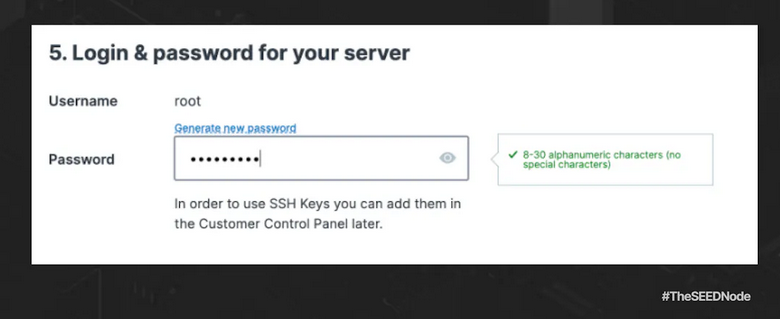 5. Login & password for your server
Username
root
Generate new password
Password
•••••••••
8-30 alphanumeric characters (no
special characters)
In order to use SSH Keys you can add them in
the Customer Control Panel later.
#TheSEEDNode